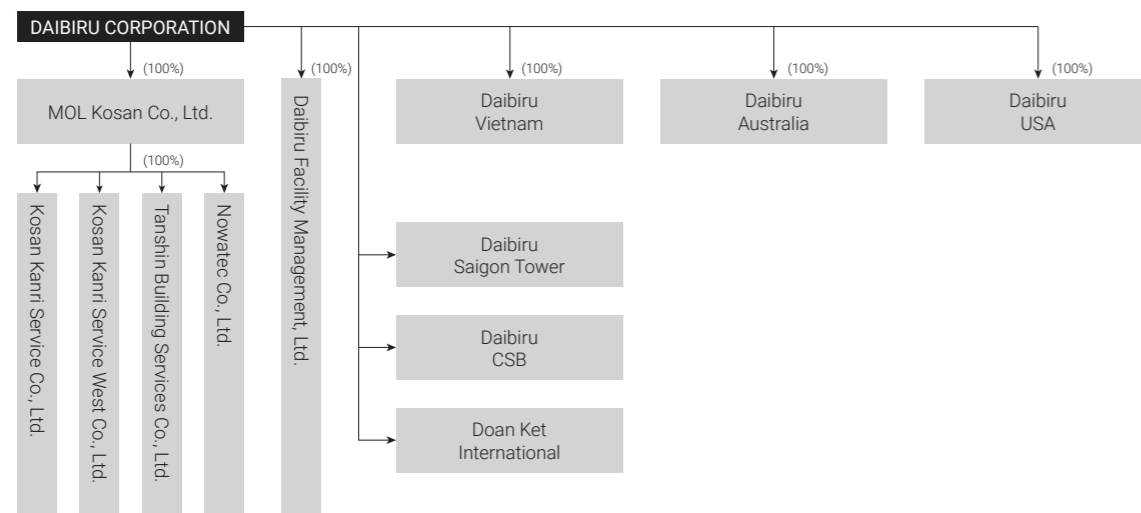 DAIBIRU CORPORATION
(100%)
(100%)
(100%)
(100%)
(100%)
MOL Kosan Co., Ltd.
Daibiru Facility Management, Ltd.
Daibiru
Vietnam
Daibiru
Australia
Daibiru
USA
(100%)
Kosan Kanri Service Co., Ltd.
Kosan Kanri Service West Co., Ltd.
Tanshin Building Services Co., Ltd.
Nowatec Co., Ltd.
Daibiru
Saigon Tower
Daibiru
CSB
Doan Ket
International